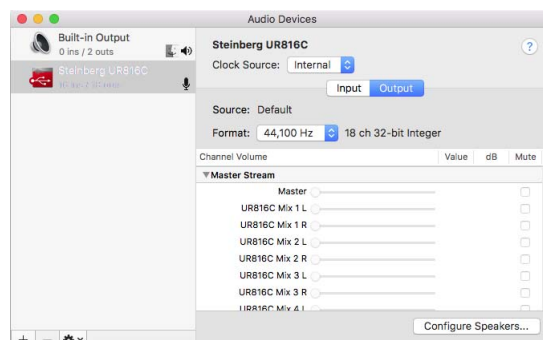 Audio Devices
Built-in Output
0 ins / 2 outs
Steinberg UR816C
Steinberg UR816C
Clock Source: Internal
?
Input Output
Source: Default
Format: 44,100 Hz 18 ch 32-bit Integer
Channel Volume Value dB Mute
▼Master Stream
Master
UR816C Mix 1 L
UR816C Mix 1 R
UR816C Mix 2 L
UR816C Mix 2 R
UR816C Mix 3 L
UR816C Mix 3 R
UR816C Mix 4 L
Configure Speakers...